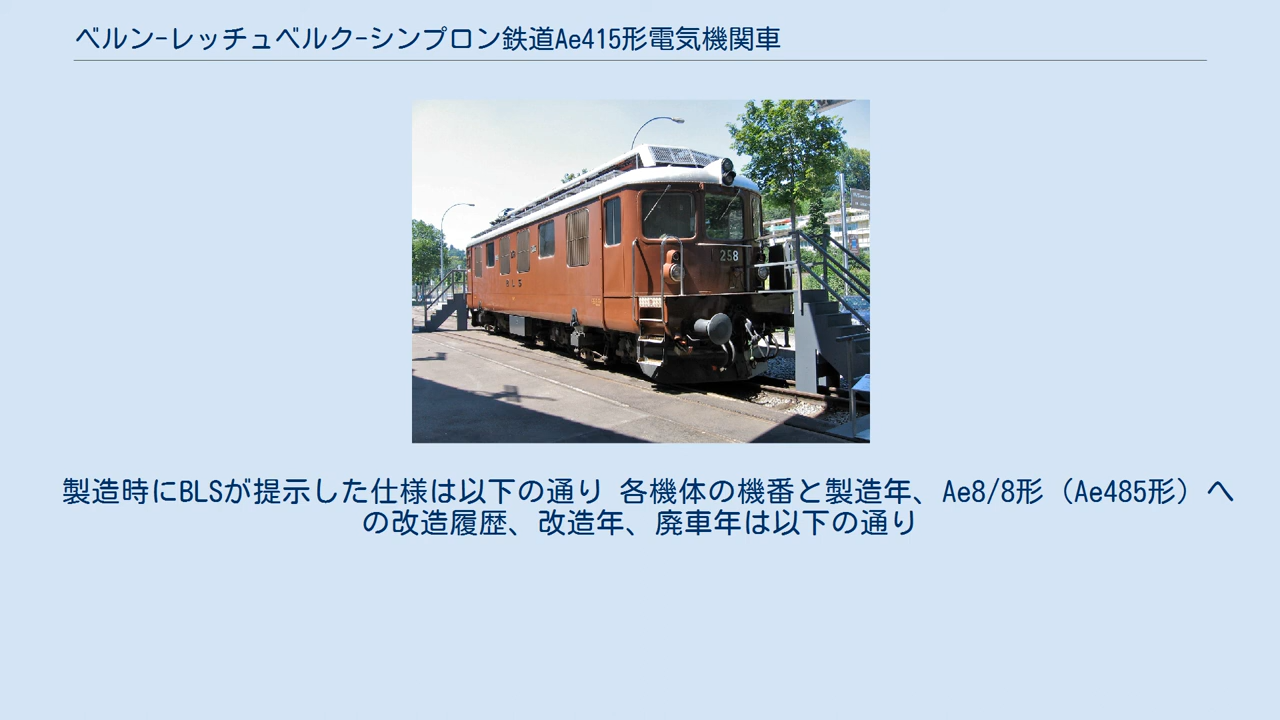 ベルン-レッチュベルク-シンプロン鉄道Ae415形電気機関車
258
BLS
製造時にBLSが提示した仕様は以下の通り 各機体の機番と製造年、Ae8/8形（Ae485形）へ
の改造履歴、改造年、廃車年は以下の通り